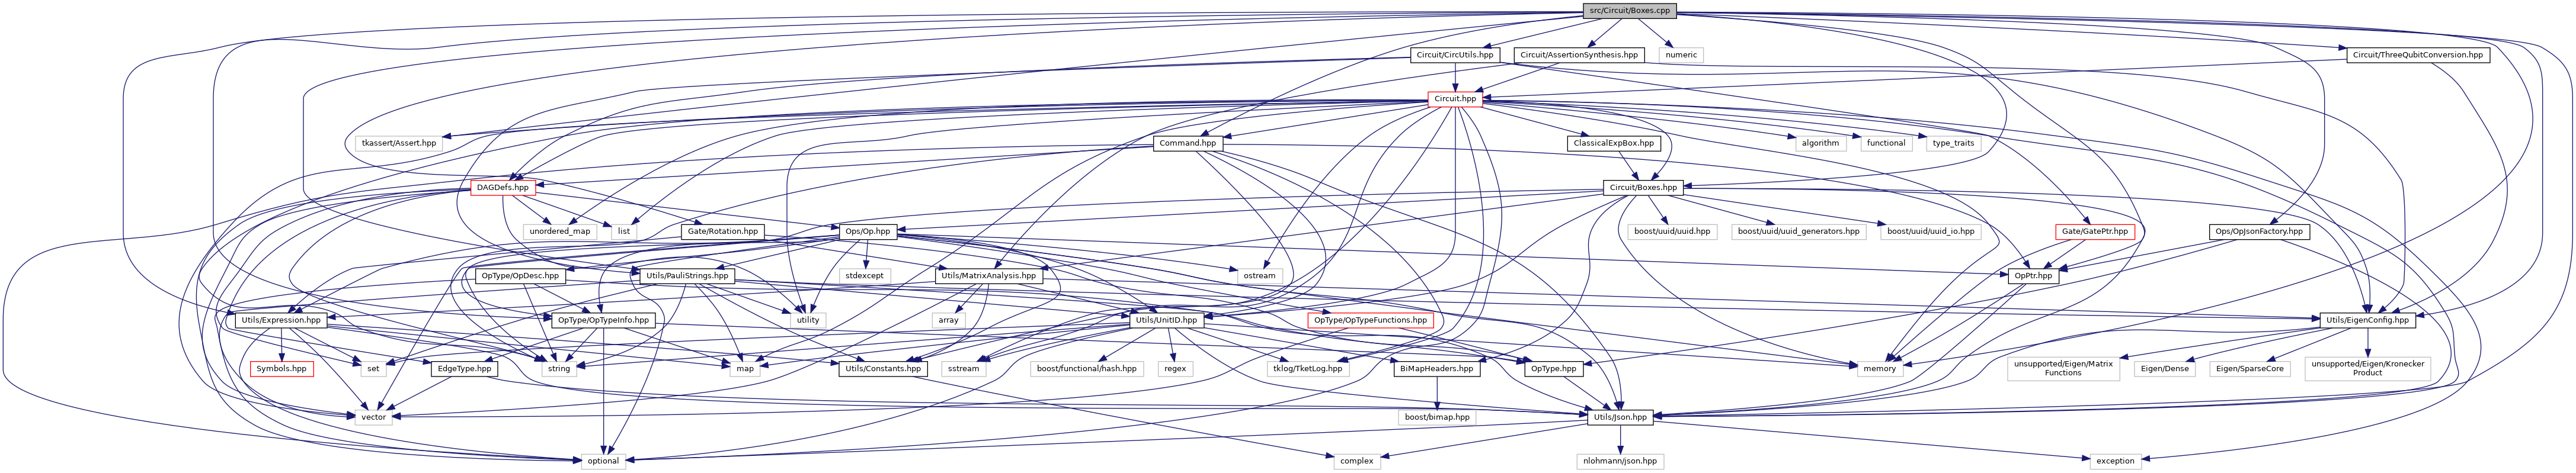 src/Circuit/Boxes.cpp
Circuit/CircUtils.hpp
Circuit/AssertionSynthesis.hpp
numeric
Circuit/ThreeQubitConversion.hpp
Circuit.hpp
tkassert/Assert.hpp
Command.hpp
ClassicalExpBox.hpp
algorithm
functional
type_traits
DAGDefs.hpp
Circuit/Boxes.hpp
unordered_map
list
Gate/Rotation.hpp
Ops/Op.hpp
boost/uuid/uuid.hpp
boost/uuid/uuid_generators.hpp
boost/uuid/uuid_io.hpp
Gate/GatePtr.hpp
Ops/OpJsonFactory.hpp
OpType/OpDesc.hpp
Utils/PauliStrings.hpp
stdexcept
Utils/MatrixAnalysis.hpp
ostream
OpPtr.hpp
Utils/Expression.hpp
OpType/OpTypeInfo.hpp
utility
array
Utils/UnitID.hpp
OpType/OpTypeFunctions.hpp
Utils/EigenConfig.hpp
Symbols.hpp
set
EdgeType.hpp
string
map
Utils/Constants.hpp
sstream
boost/functional/hash.hpp
regex
tklog/TketLog.hpp
BiMapHeaders.hpp
OpType.hpp
memory
unsupported/Eigen/Matrix
Functions
Eigen/Dense
Eigen/SparseCore
unsupported/Eigen/Kronecker
Product
vector
boost/bimap.hpp
Utils/Json.hpp
optional
complex
nlohmann/json.hpp
exception